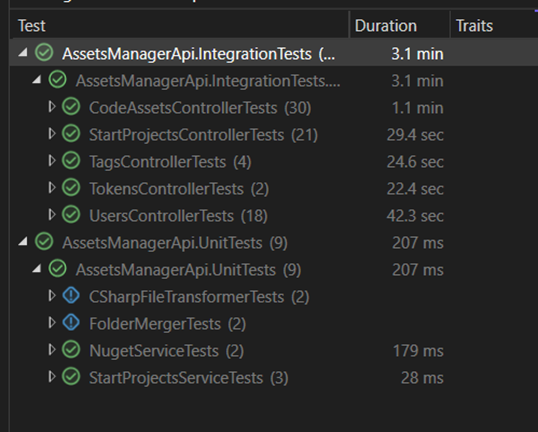 Test Duration Traits
AssetsManagerApi.IntegrationTests (... 3.1 min
AssetsManagerApi.IntegrationTests.... 3.1 min
CodeAssetsControllerTests (30) 1.1 min
StartProjectsControllerTests (21) 29.4 sec
TagsControllerTests (4) 24.6 sec
TokensControllerTests (2) 22.4 sec
UsersControllerTests (18) 42.3 sec
AssetsManagerApi.UnitTests (9) 207 ms
AssetsManagerApi.UnitTests (9) 207 ms
CSharpFileTransformerTests (2)
FolderMergerTests (2)
NugetServiceTests (2) 179 ms
StartProjectsServiceTests (3) 28 ms